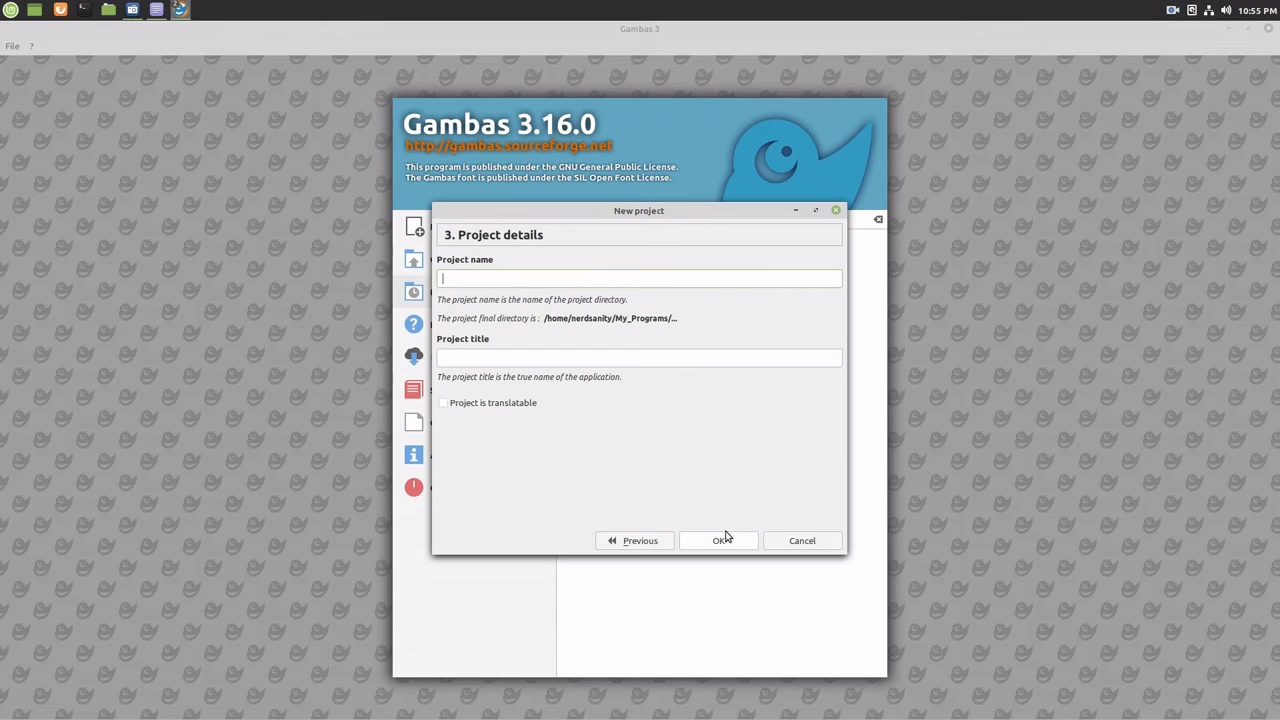 10:55 PM
Gambas 3
File ?
Gambas 3.16.0
http://gambas.sourceforge.net
This program is published under the GNU General Public License.
The Gambas font is published under the SIL Open Font License.
New project
3. Project details
Project name
The project name is the name of the project directory.
The project final directory is : /home/nerdsanity/My_Programs/...
Project title
The project title is the true name of the application.
Project is translatable
Previous
OK
Cancel